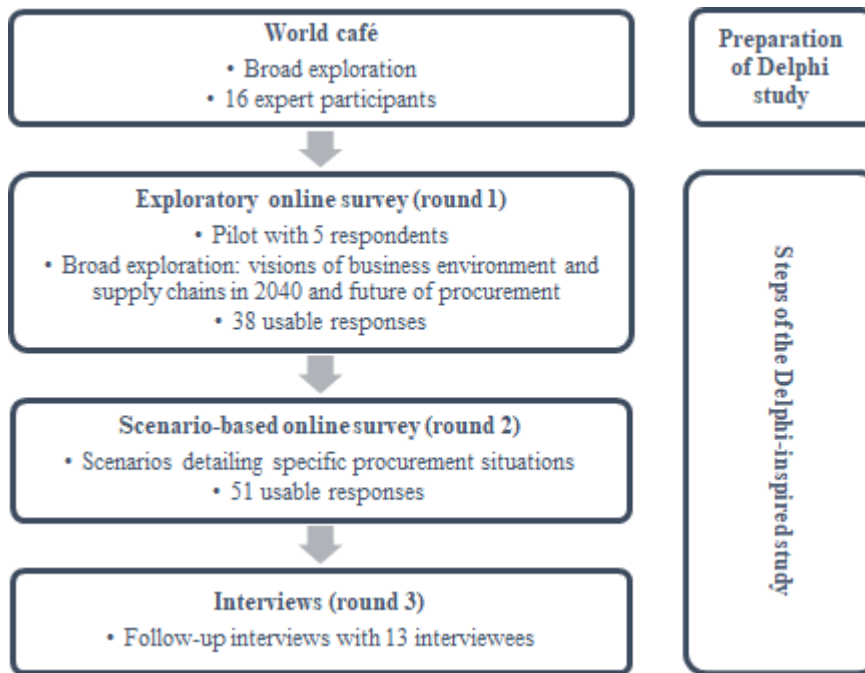 World café
• Broad exploration
• 16 expert participants
Preparation
of Delphi
study
Exploratory online survey (round 1)
• Pilot with 5 respondents
• Broad exploration: visions of business environment and
supply chains in 2040 and future of procurement
• 38 usable responses
Scenario-based online survey (round 2)
• Scenarios detailing specific procurement situations
• 51 usable responses
Interviews (round 3)
• Follow-up interviews with 13 interviewees
Steps of the Delphi-inspired study